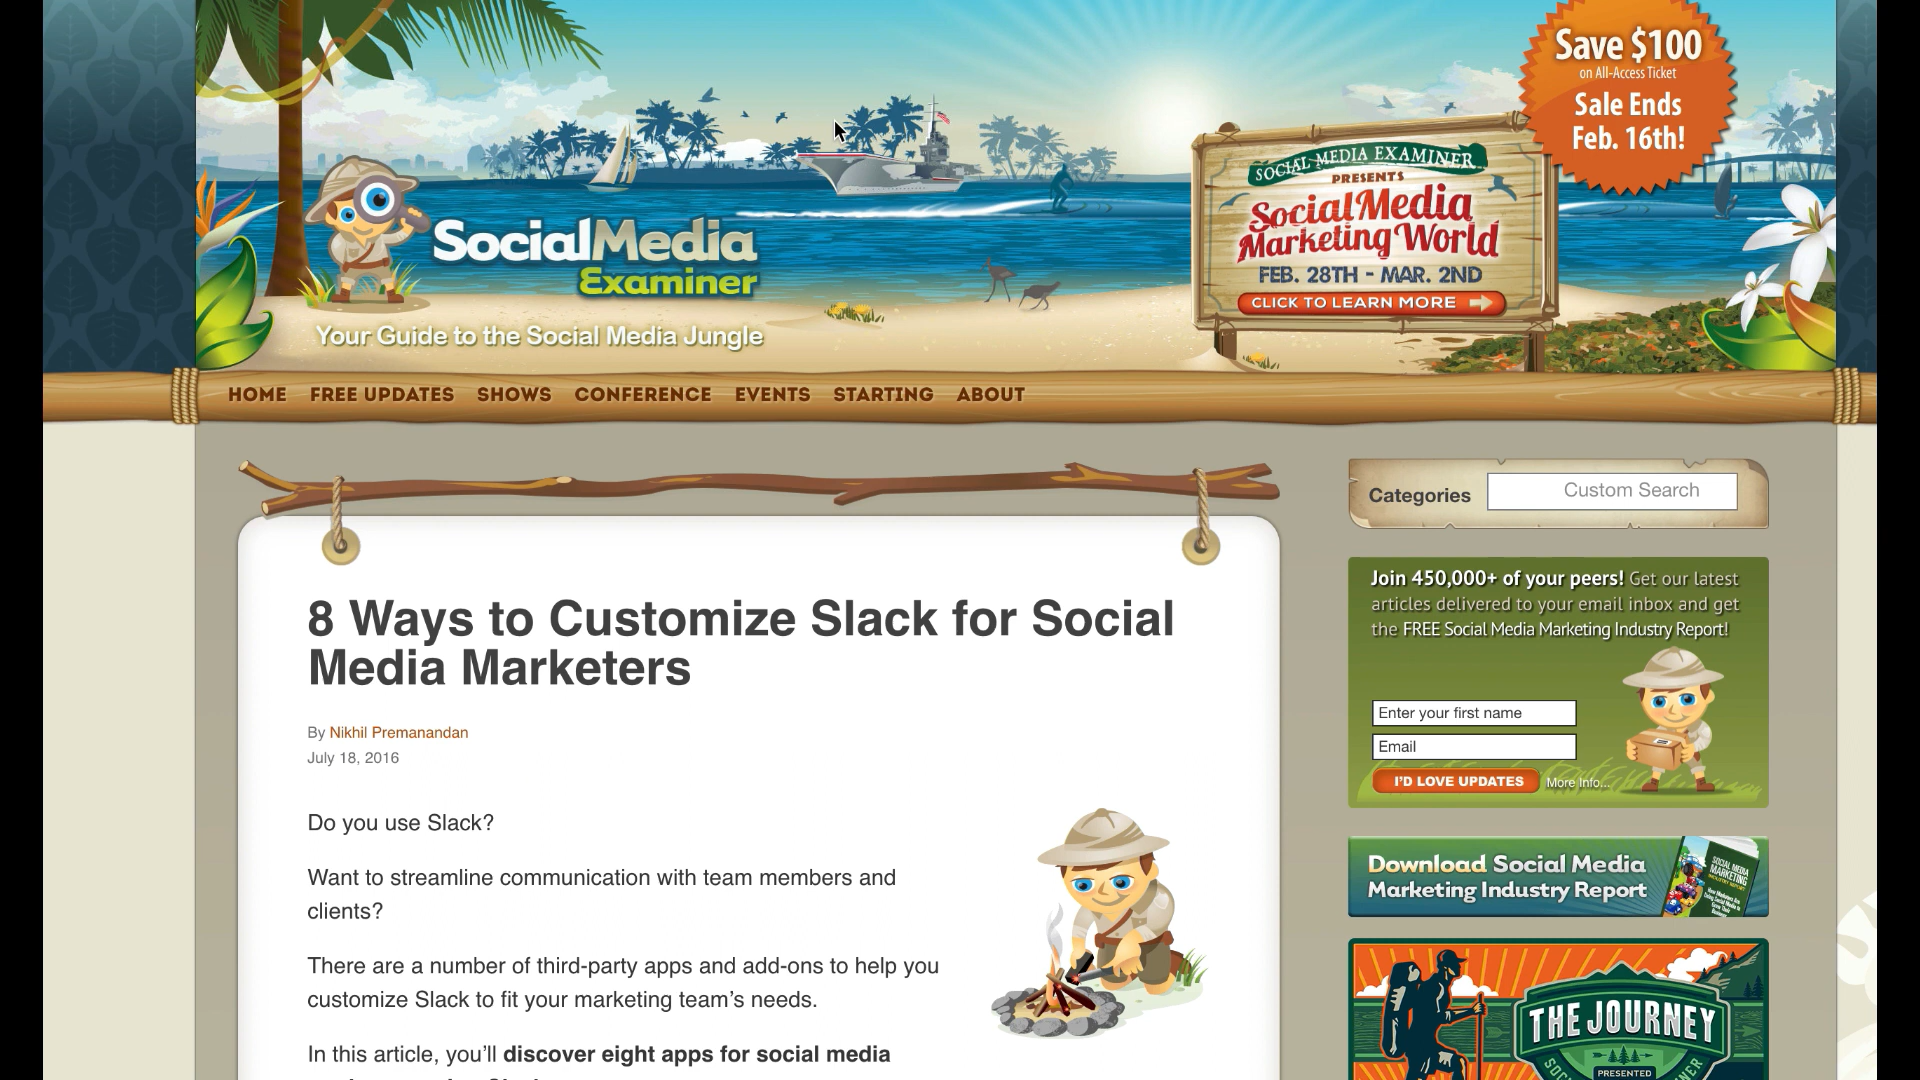 Save $100
on All-Access Ticket
Sale Ends
Feb. 16th!
SOCIAL MEDIA EXAMINER
PRESENTS
Social Media
Marketing World
FEB. 28TH - MAR. 2ND
CLICK TO LEARN MORE
SocialMedia
Examiner
Your Guide to the Social Media Jungle
HOME FREE UPDATES SHOWS CONFERENCE EVENTS STARTING ABOUT
Categories Custom Search
8 Ways to Customize Slack for Social
Media Marketers
By Nikhil Premanandan
July 18, 2016
Do you use Slack?
Want to streamline communication with team members and
clients?
There are a number of third-party apps and add-ons to help you
customize Slack to fit your marketing team’s needs.
In this article, you’ll discover eight apps for social media
Join 450,000+ of your peers! Get our latest
articles delivered to your email inbox and get
the FREE Social Media Marketing Industry Report!
Enter your first name
Email
I'D LOVE UPDATES More Info...
Download Social Media
Marketing Industry Report
SOCIAL MEDIA
MARKETING
THE JOURNEY
PRESENTED